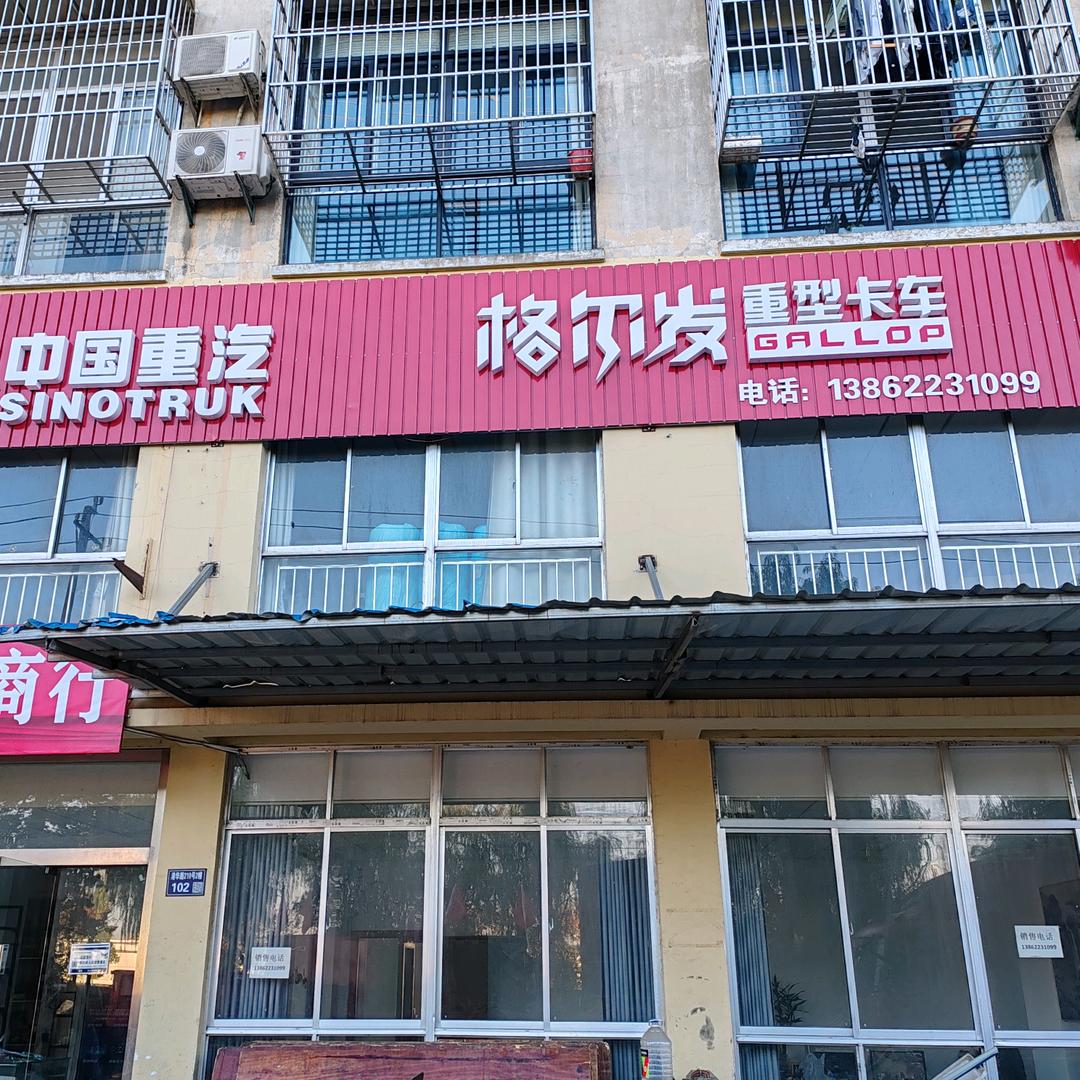 中国重汽
SINOTRUK
格尔发
重型卡车
GALLOP
电话：13862231099
商行
102
销售电话
13862231099
销售电话
13862231099